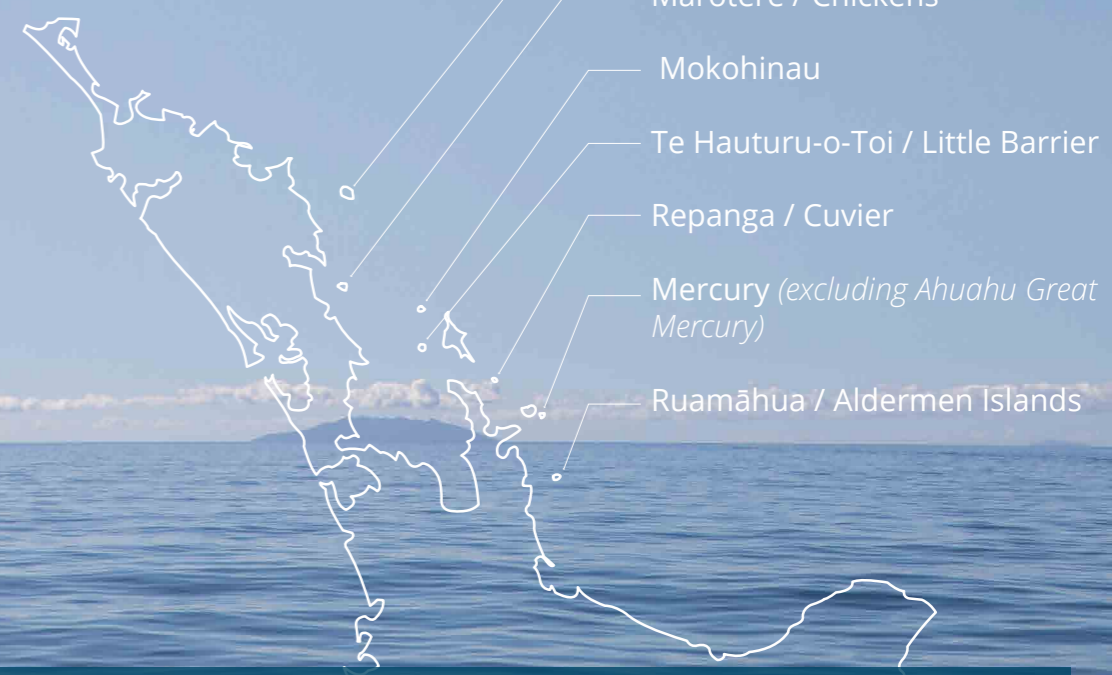 Marotere / Chickens
Mokohinau
Te Hauturu-o-Toi / Little Barrier
Repanga / Cuvier
Mercury (excluding Ahuahu Great
Mercury)
Ruamāhua / Aldermen Islands